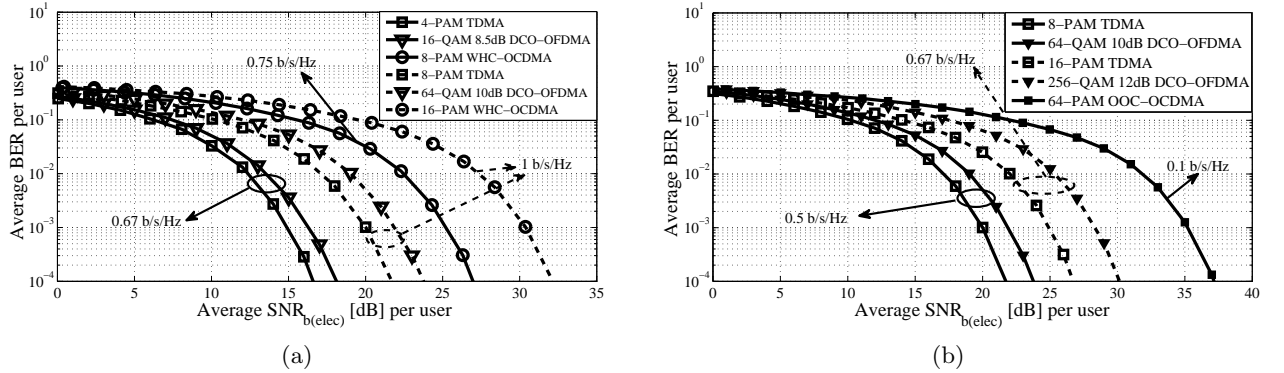 10^1
10^0
10^−1
10^−2
10^−3
10^−4
Average BER per user
4−PAM TDMA
16−QAM 8.5dB DCO−OFDMA
8−PAM WHC−OCDMA
8−PAM TDMA
64−QAM 10dB DCO−OFDMA
16−PAM WHC−OCDMA
0.75 b/s/Hz
1 b/s/Hz
0.67 b/s/Hz
0 5 10 15 20 25 30 35
Average SNR_b(elec) [dB] per user
(a)
10^1
10^0
10^−1
10^−2
10^−3
10^−4
Average BER per user
8−PAM TDMA
64−QAM 10dB DCO−OFDMA
16−PAM TDMA
256−QAM 12dB DCO−OFDMA
64−PAM OOC−OCDMA
0.67 b/s/Hz
0.1 b/s/Hz
0.5 b/s/Hz
0 5 10 15 20 25 30 35 40
Average SNR_b(elec) [dB] per user
(b)